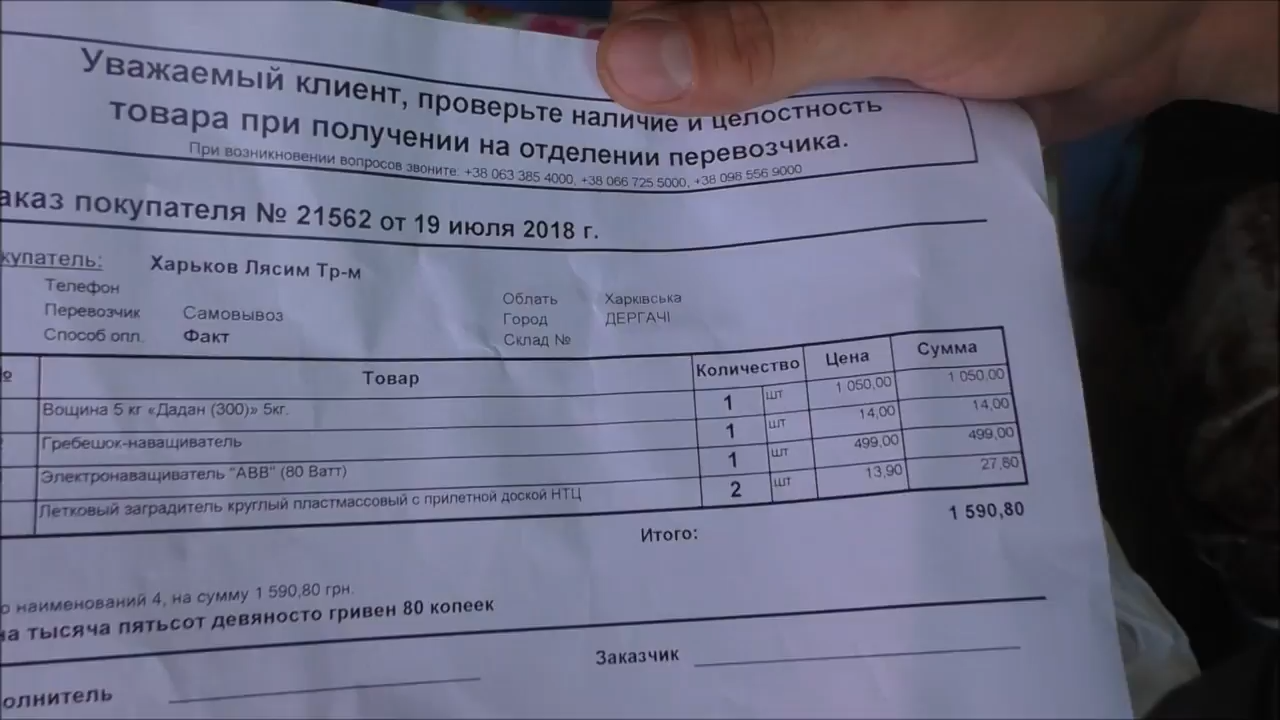 Уважаемый клиент, проверьте наличие и целостность
товара при получении на отделении перевозчика.
При возникновении вопросов звоните. +38 063 385 4000, +38 066 725 5000, +38 098 556 9000
аказ покупателя № 21562 от 19 июля 2018 г.
купатель: Харьков Лясим Тр-м
Телефон
Перевозчик Самовывоз
Способ опл. Факт
Облать Харківська
Город ДЕРГАЧІ
Склад №
№ Товар Количество Цена Сумма
Вощина 5 кг «Дадан (300)» 5кг. 1 шт 1 050,00 1 050,00
Гребешок-наващиватель 1 шт 14,00 14,00
Электронаващиватель "АВВ" (80 Ватт) 1 шт 499,00 499,00
Летковый заградитель круглый пластмассовый с прилетной доской НТЦ 2 шт 13,90 27,80
Итого: 1 590,80
о наименований 4, на сумму 1 590,80 грн.
на тысяча пятьсот девяносто гривен 80 копеек
Заказчик
олнитель